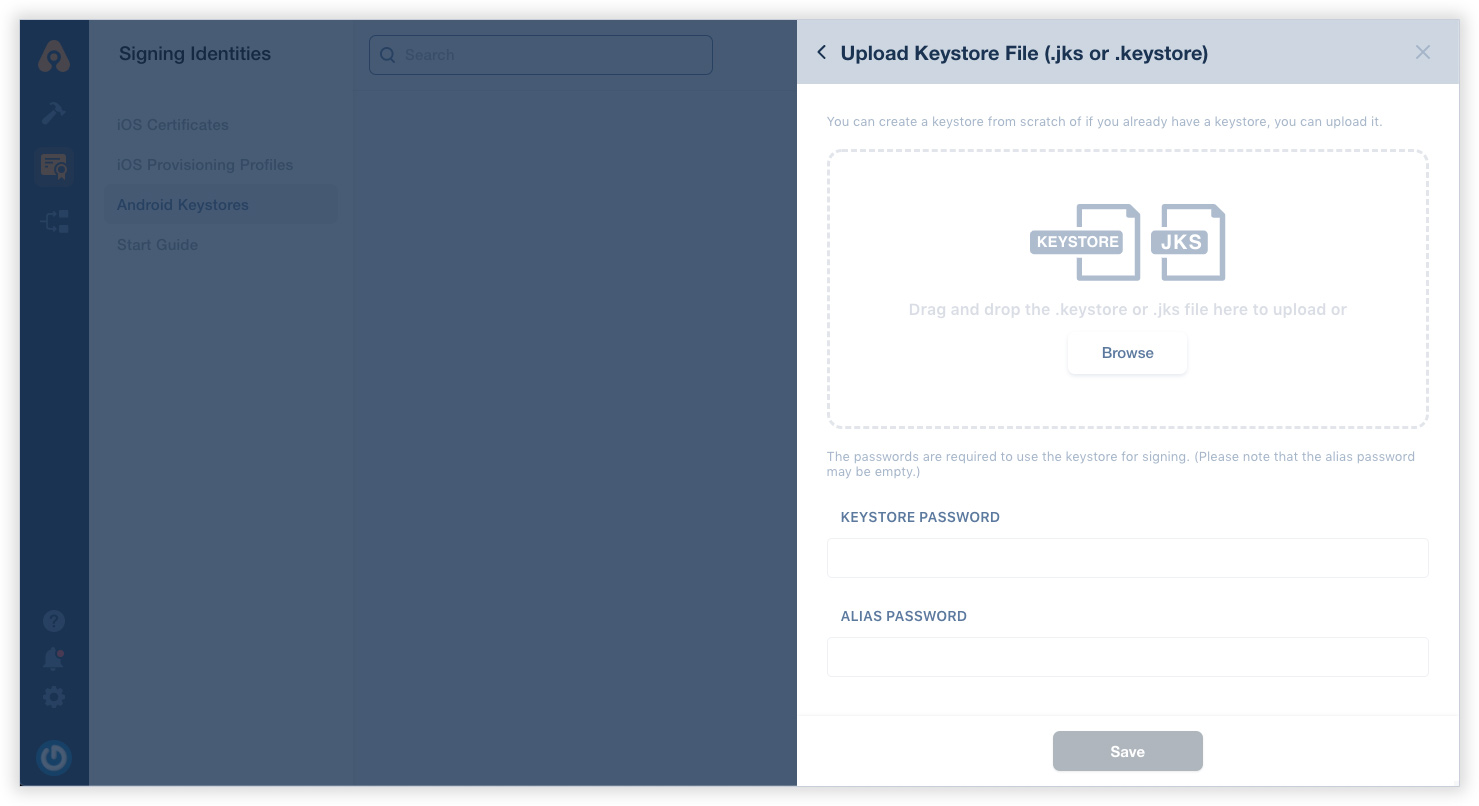 Signing Identities
Search
iOS Certificates
iOS Provisioning Profiles
Android Keystores
Start Guide
?
Upload Keystore File (.jks or .keystore)
You can create a keystore from scratch of if you already have a keystore, you can upload it.
KEYSTORE
JKS
Drag and drop the .keystore or .jks file here to upload or
Browse
The passwords are required to use the keystore for signing. (Please note that the alias password
may be empty.)
KEYSTORE PASSWORD
ALIAS PASSWORD
Save